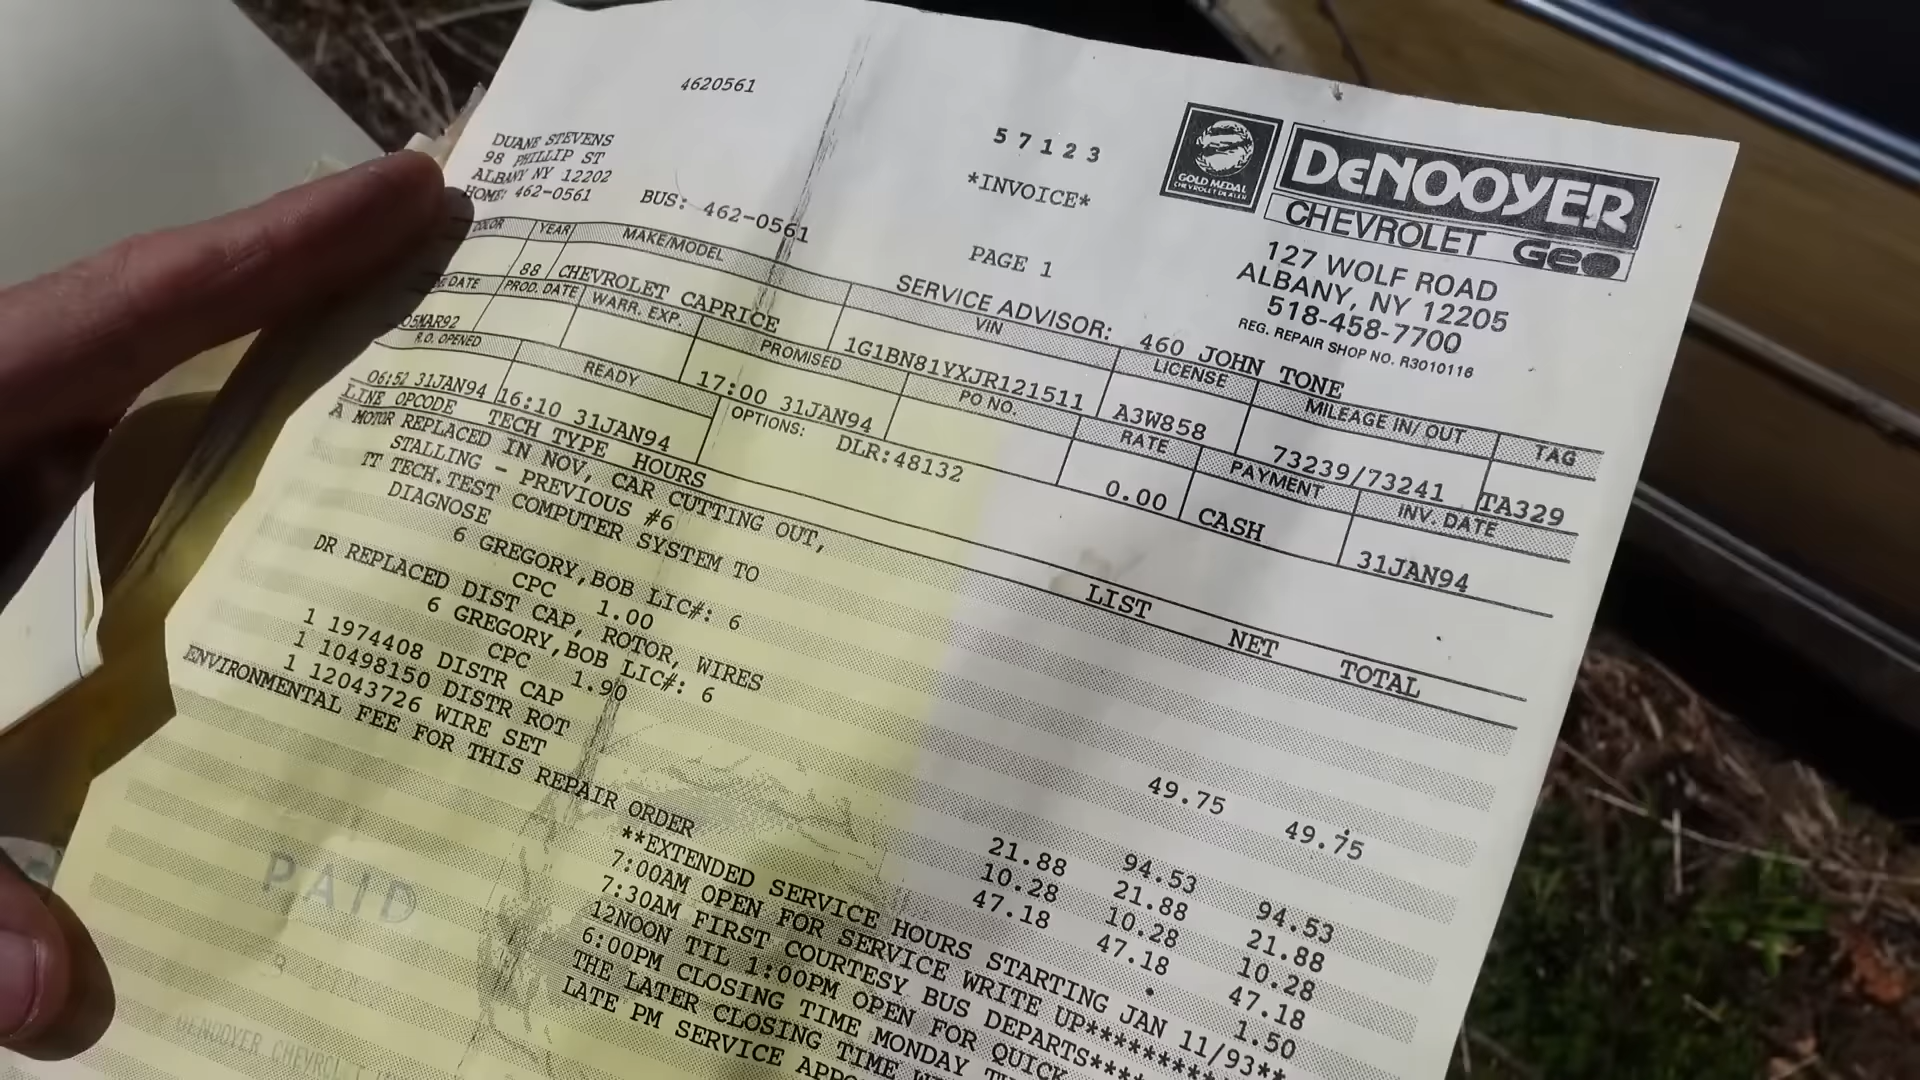 4620561
DUANE STEVENS
98 PHILLIP ST
ALBANY NY 12202
HOME: 462-0561 BUS: 462-0561
57123
*INVOICE*
PAGE 1
GOLD MEDAL
CHEVROLET DEALER
DeNOOYER
CHEVROLET Geo
127 WOLF ROAD
ALBANY, NY 12205
518-458-7700
REG. REPAIR SHOP NO. R3010116
SERVICE ADVISOR: 460 JOHN TONE
COLOR YEAR MAKE/MODEL VIN LICENSE MILEAGE IN/OUT TAG
88 CHEVROLET CAPRICE 1G1BN81YXJR121511 A3W858 73239/73241 TA329
DATE PROD. DATE WARR. EXP. PROMISED PO NO. RATE PAYMENT INV. DATE
05MAR92 17:00 31JAN94 0.00 CASH 31JAN94
R.O. OPENED READY OPTIONS: DLR:48132
06:52 31JAN94 16:10 31JAN94
LINE OPCODE TECH TYPE HOURS LIST NET TOTAL
A MOTOR REPLACED IN NOV, CAR CUTTING OUT,
STALLING - PREVIOUS #6
TT TECH.TEST COMPUTER SYSTEM TO
DIAGNOSE
6 GREGORY,BOB LIC#: 6
CPC 1.00 49.75 49.75
DR REPLACED DIST CAP, ROTOR, WIRES
6 GREGORY,BOB LIC#: 6
CPC 1.90 94.53 94.53
1 1974408 DISTR CAP 21.88 21.88 21.88
1 10498150 DISTR ROT 10.28 10.28 10.28
1 12043726 WIRE SET 47.18 47.18 47.18
ENVIRONMENTAL FEE FOR THIS REPAIR ORDER 1.50
**EXTENDED SERVICE HOURS STARTING JAN 11/93**
7:00AM OPEN FOR SERVICE WRITE UP**********
7:30AM FIRST COURTESY BUS DEPARTS****
12NOON TIL 1:00PM OPEN FOR QUICK
6:00PM CLOSING TIME MONDAY
THE LATER CLOSING TIME
LATE PM SERVICE
PAID
DENOOYER CHEVROLET